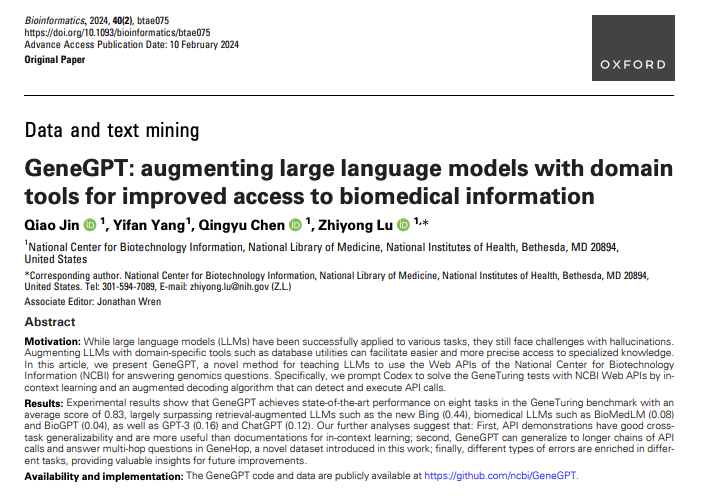 Bioinformatics, 2024, 40(2), btae075
https://doi.org/10.1093/bioinformatics/btae075
Advance Access Publication Date: 10 February 2024
Original Paper
OXFORD
Data and text mining
GeneGPT: augmenting large language models with domain
tools for improved access to biomedical information
Qiao Jin iD 1, Yifan Yang1, Qingyu Chen iD 1, Zhiyong Lu iD 1,*
1National Center for Biotechnology Information, National Library of Medicine, National Institutes of Health, Bethesda, MD 20894,
United States
*Corresponding author. National Center for Biotechnology Information, National Library of Medicine, National Institutes of Health, Bethesda, MD 20894,
United States. Tel: 301-594-7089, E-mail: zhiyong.lu@nih.gov (Z.L.)
Associate Editor: Jonathan Wren
Abstract
Motivation: While large language models (LLMs) have been successfully applied to various tasks, they still face challenges with hallucinations.
Augmenting LLMs with domain-specific tools such as database utilities can facilitate easier and more precise access to specialized knowledge.
In this article, we present GeneGPT, a novel method for teaching LLMs to use the Web APIs of the National Center for Biotechnology
Information (NCBI) for answering genomics questions. Specifically, we prompt Codex to solve the GeneTuring tests with NCBI Web APIs by in-
context learning and an augmented decoding algorithm that can detect and execute API calls.
Results: Experimental results show that GeneGPT achieves state-of-the-art performance on eight tasks in the GeneTuring benchmark with an
average score of 0.83, largely surpassing retrieval-augmented LLMs such as the new Bing (0.44), biomedical LLMs such as BioMedLM (0.08)
and BioGPT (0.04), as well as GPT-3 (0.16) and ChatGPT (0.12). Our further analyses suggest that: First, API demonstrations have good cross-
task generalizability and are more useful than documentations for in-context learning; second, GeneGPT can generalize to longer chains of API
calls and answer multi-hop questions in GeneHop, a novel dataset introduced in this work; finally, different types of errors are enriched in differ-
ent tasks, providing valuable insights for future improvements.
Availability and implementation: The GeneGPT code and data are publicly available at https://github.com/ncbi/GeneGPT.